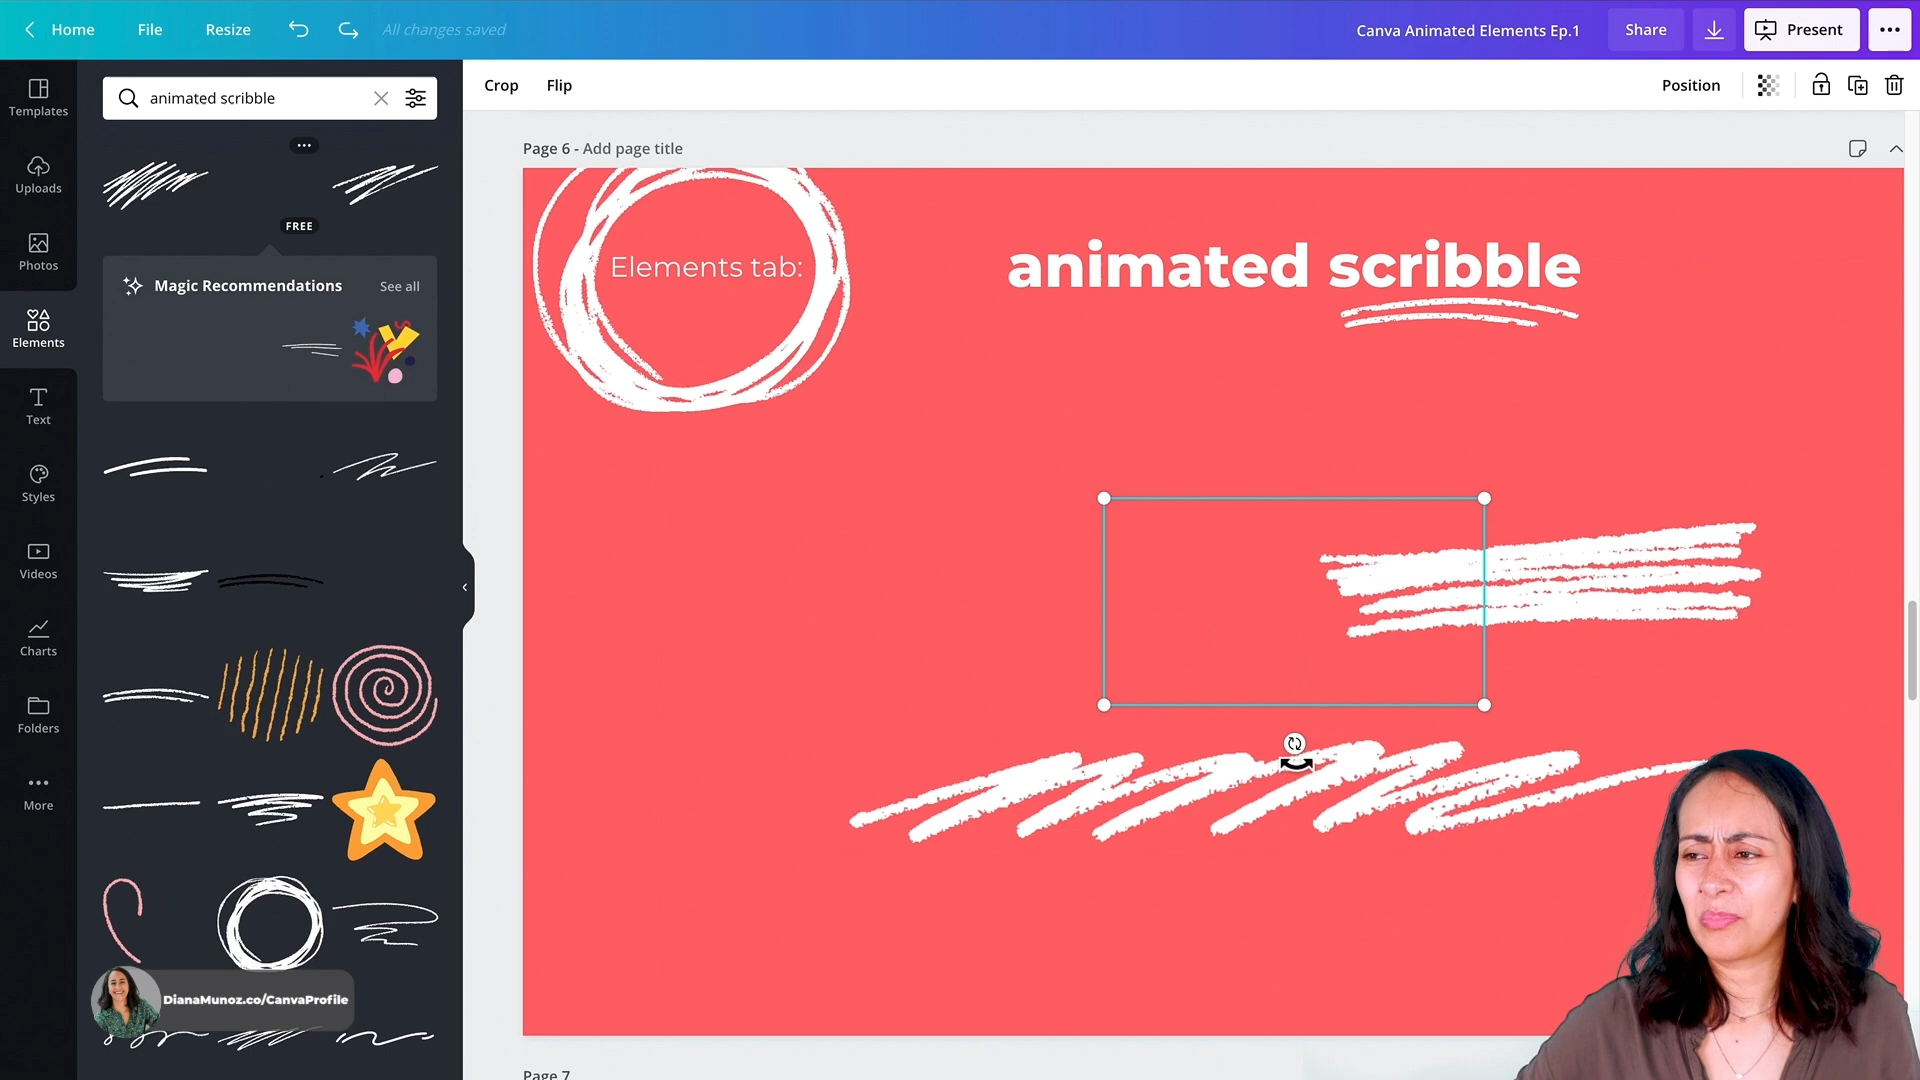 Home
File
Resize
All changes saved
Canva Animated Elements Ep.1
Share
Present
Templates
Uploads
Photos
Elements
Text
Styles
Videos
Charts
Folders
More
animated scribble
FREE
Magic Recommendations
See all
Crop
Flip
Position
Page 6 - Add page title
Elements tab:
animated scribble
DianaMunoz.co/CanvaProfile
Page 7